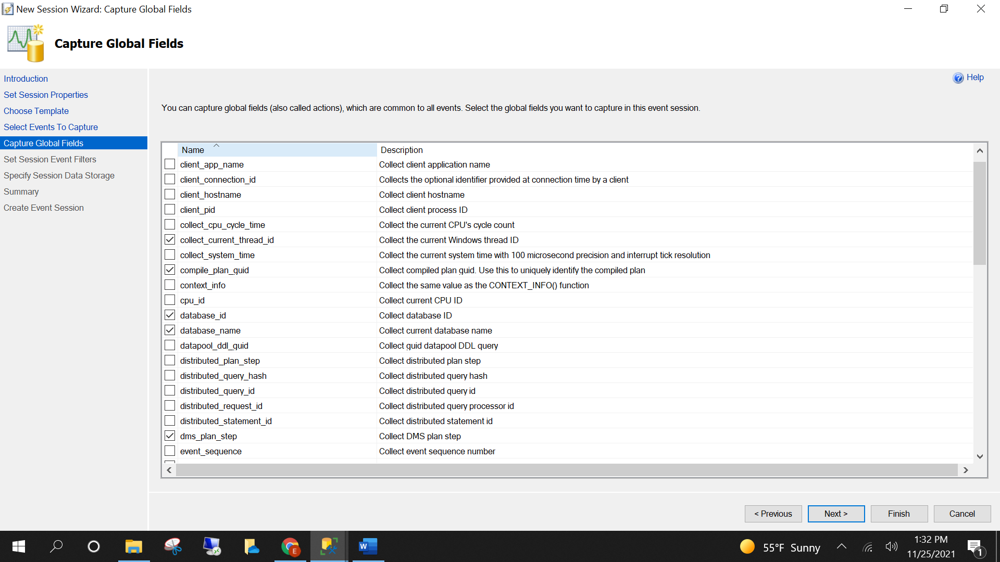 New Session Wizard: Capture Global Fields
Capture Global Fields
Introduction
Set Session Properties
Choose Template
Select Events To Capture
Capture Global Fields
Set Session Event Filters
Specify Session Data Storage
Summary
Create Event Session
Help
You can capture global fields (also called actions), which are common to all events. Select the global fields you want to capture in this event session.
Name Description
client_app_name Collect client application name
client_connection_id Collects the optional identifier provided at connection time by a client
client_hostname Collect client hostname
client_pid Collect client process ID
collect_cpu_cycle_time Collect the current CPU's cycle count
collect_current_thread_id Collect the current Windows thread ID
collect_system_time Collect the current system time with 100 microsecond precision and interrupt tick resolution
compile_plan_guid Collect compiled plan guid. Use this to uniquely identify the compiled plan
context_info Collect the same value as the CONTEXT_INFO() function
cpu_id Collect current CPU ID
database_id Collect database ID
database_name Collect current database name
datapool_ddl_guid Collect guid datapool DDL query
distributed_plan_step Collect distributed plan step
distributed_query_hash Collect distributed query hash
distributed_query_id Collect distributed query id
distributed_request_id Collect distributed query processor id
distributed_statement_id Collect distributed statement id
dms_plan_step Collect DMS plan step
event_sequence Collect event sequence number
< Previous Next > Finish Cancel
E
W
55°F Sunny
1:32 PM
11/25/2021
1